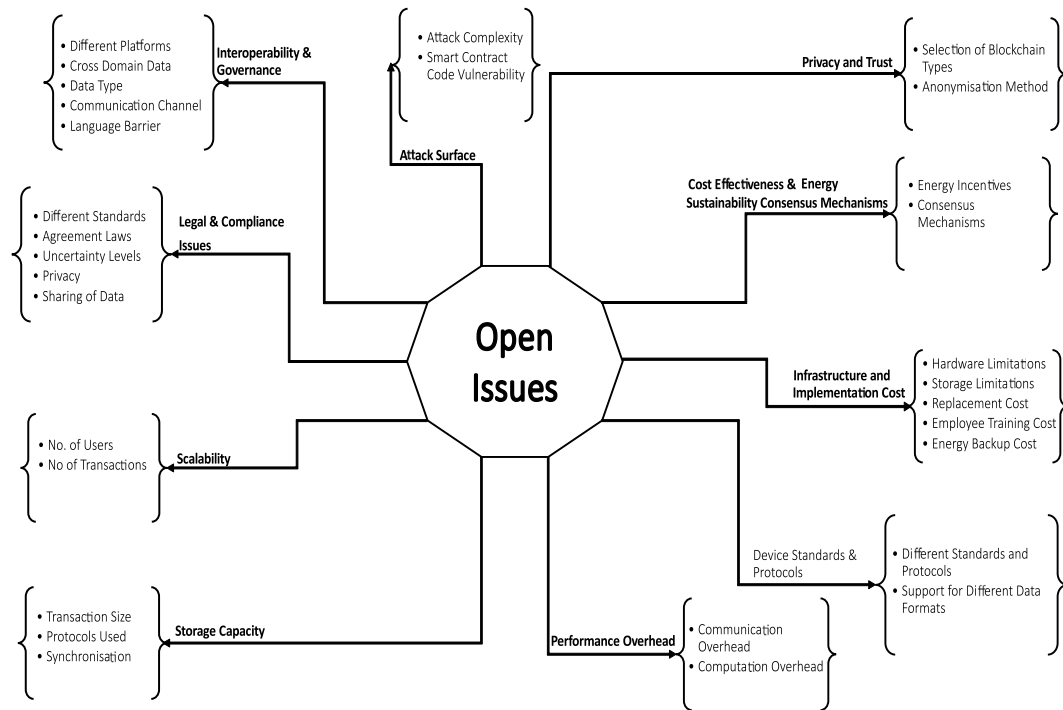 Open
Issues
Interoperability &
Governance
• Different Platforms
• Cross Domain Data
• Data Type
• Communication Channel
• Language Barrier
Attack Surface
• Attack Complexity
• Smart Contract
Code Vulnerability
Privacy and Trust
• Selection of Blockchain
Types
• Anonymisation Method
Cost Effectiveness & Energy
Sustainability Consensus Mechanisms
• Energy Incentives
• Consensus
Mechanisms
Legal & Compliance
Issues
• Different Standards
• Agreement Laws
• Uncertainty Levels
• Privacy
• Sharing of Data
Infrastructure and
Implementation Cost
• Hardware Limitations
• Storage Limitations
• Replacement Cost
• Employee Training Cost
• Energy Backup Cost
Scalability
• No. of Users
• No of Transactions
Device Standards &
Protocols
• Different Standards and
Protocols
• Support for Different Data
Formats
Storage Capacity
• Transaction Size
• Protocols Used
• Synchronisation
Performance Overhead
• Communication
Overhead
• Computation Overhead